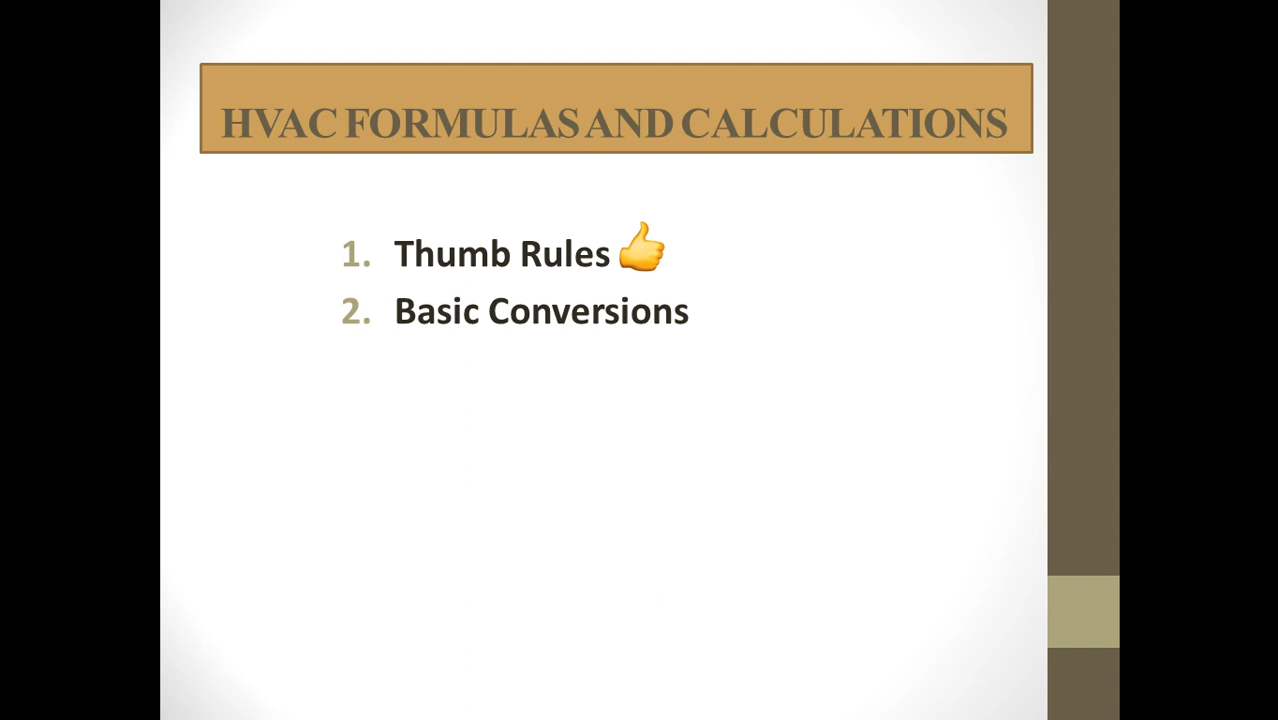 HVAC FORMULAS AND CALCULATIONS
1. Thumb Rules 👍
2. Basic Conversions